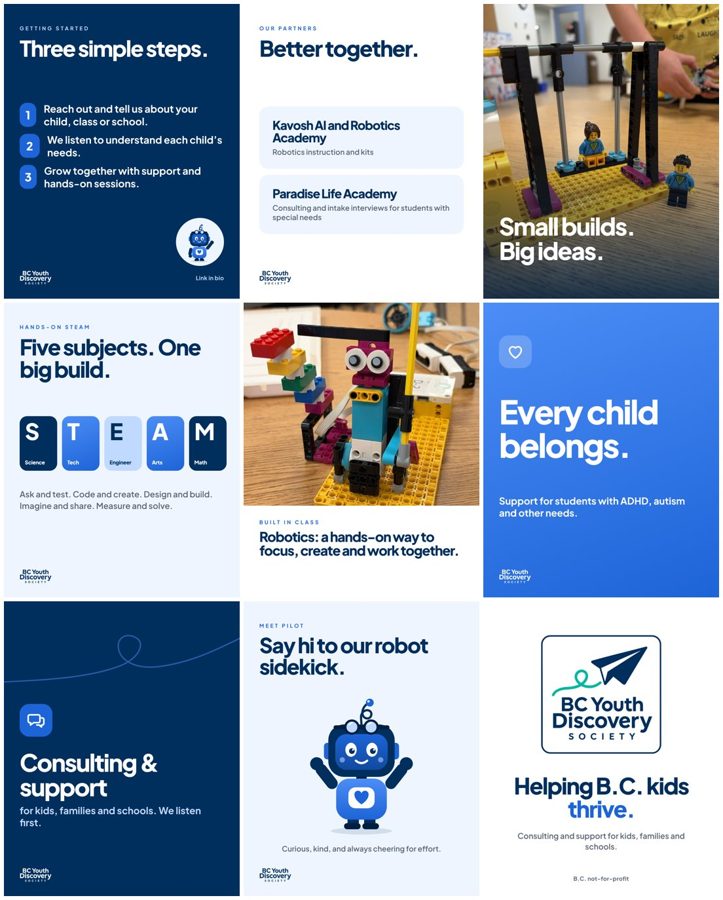 GETTING STARTED
Three simple steps.
1
Reach out and tell us about your
child, class or school.
2
We listen to understand each child's
needs.
3
Grow together with support and
hands-on sessions.
BC Youth
Discovery
SOCIETY
Link in bio
OUR PARTNERS
Better together.
Kavosh AI and Robotics
Academy
Robotics instruction and kits
Paradise Life Academy
Consulting and intake interviews for students with
special needs
BC Youth
Discovery
SOCIETY
Small builds.
Big ideas.
HANDS-ON STEAM
Five subjects. One
big build.
S T E A M
Science Tech Engineer Arts Math
Ask and test. Code and create. Design and build.
Imagine and share. Measure and solve.
BC Youth
Discovery
SOCIETY
BUILT IN CLASS
Robotics: a hands-on way to
focus, create and work together.
Every child
belongs.
Support for students with ADHD, autism
and other needs.
BC Youth
Discovery
SOCIETY
Consulting &
support
for kids, families and schools. We listen
first.
BC Youth
Discovery
SOCIETY
MEET PILOT
Say hi to our robot
sidekick.
Curious, kind, and always cheering for effort.
BC Youth
Discovery
SOCIETY
BC Youth
Discovery
SOCIETY
Helping B.C. kids
thrive.
Consulting and support for kids, families and
schools.
B.C. not-for-profit